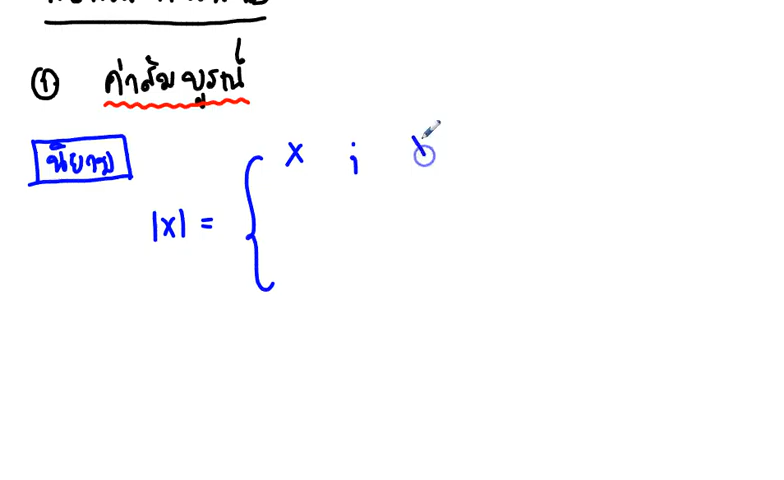 ① ค่าสัมบูรณ์
นิยาม
x ;
|x| = {